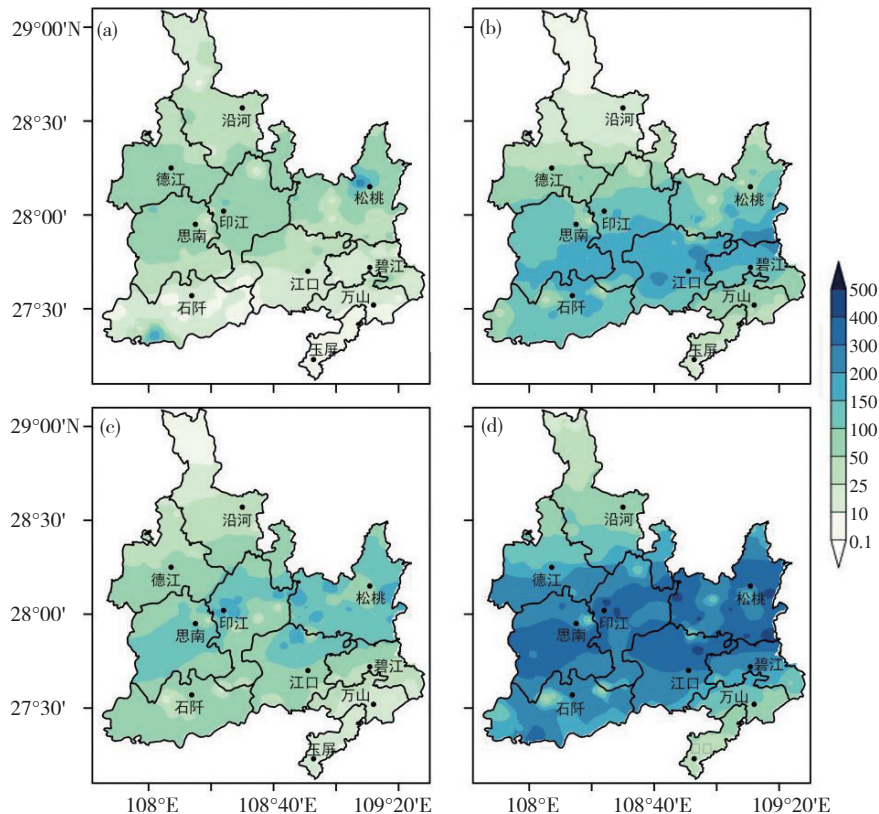 29°00'N
28°30'
28°00'
27°30'
(a)
沿河
德江
松桃
印江
思南
碧江
江口
石阡
万山
玉屏
(b)
沿河
德江
松桃
印江
思南
碧江
江口
石阡
万山
玉屏
500
400
300
200
150
100
50
25
10
0.1
29°00'N
28°30'
28°00'
27°30'
(c)
沿河
德江
松桃
印江
思南
碧江
江口
石阡
万山
玉屏
(d)
沿河
德江
松桃
印江
思南
碧江
江口
石阡
万山
108°E
108°40'E
109°20'E
108°E
108°40'E
109°20'E